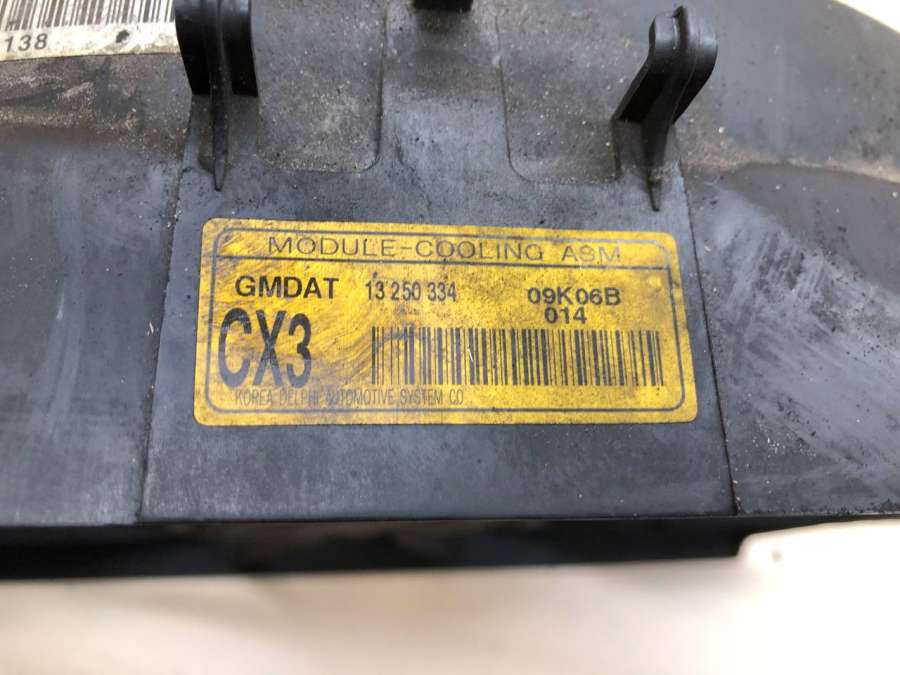 138
MODULE-COOLING ASM
GMDAT 13 250 334 09K06B
014
CX3
KOREA DELPHI AUTOMOTIVE SYSTEM CO